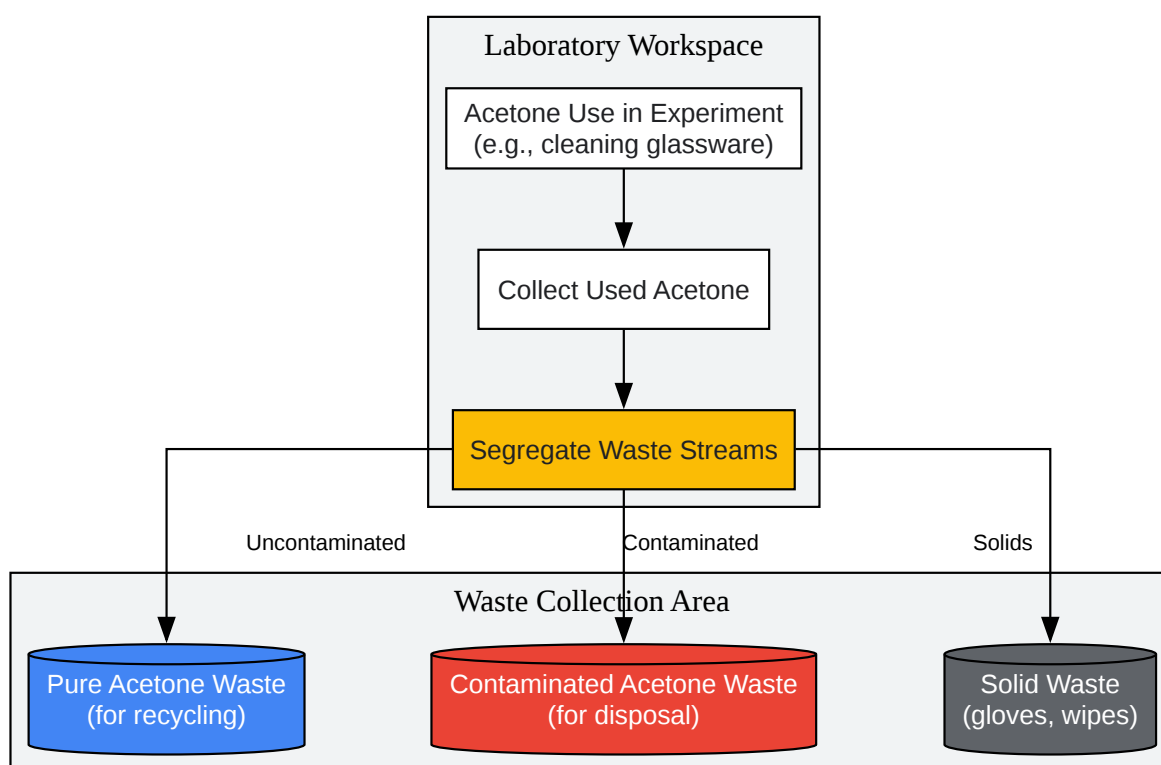 Laboratory Workspace
Acetone Use in Experiment
(e.g., cleaning glassware)
Collect Used Acetone
Segregate Waste Streams
Uncontaminated
Contaminated
Solids
Waste Collection Area
Pure Acetone Waste
(for recycling)
Contaminated Acetone Waste
(for disposal)
Solid Waste
(gloves, wipes)